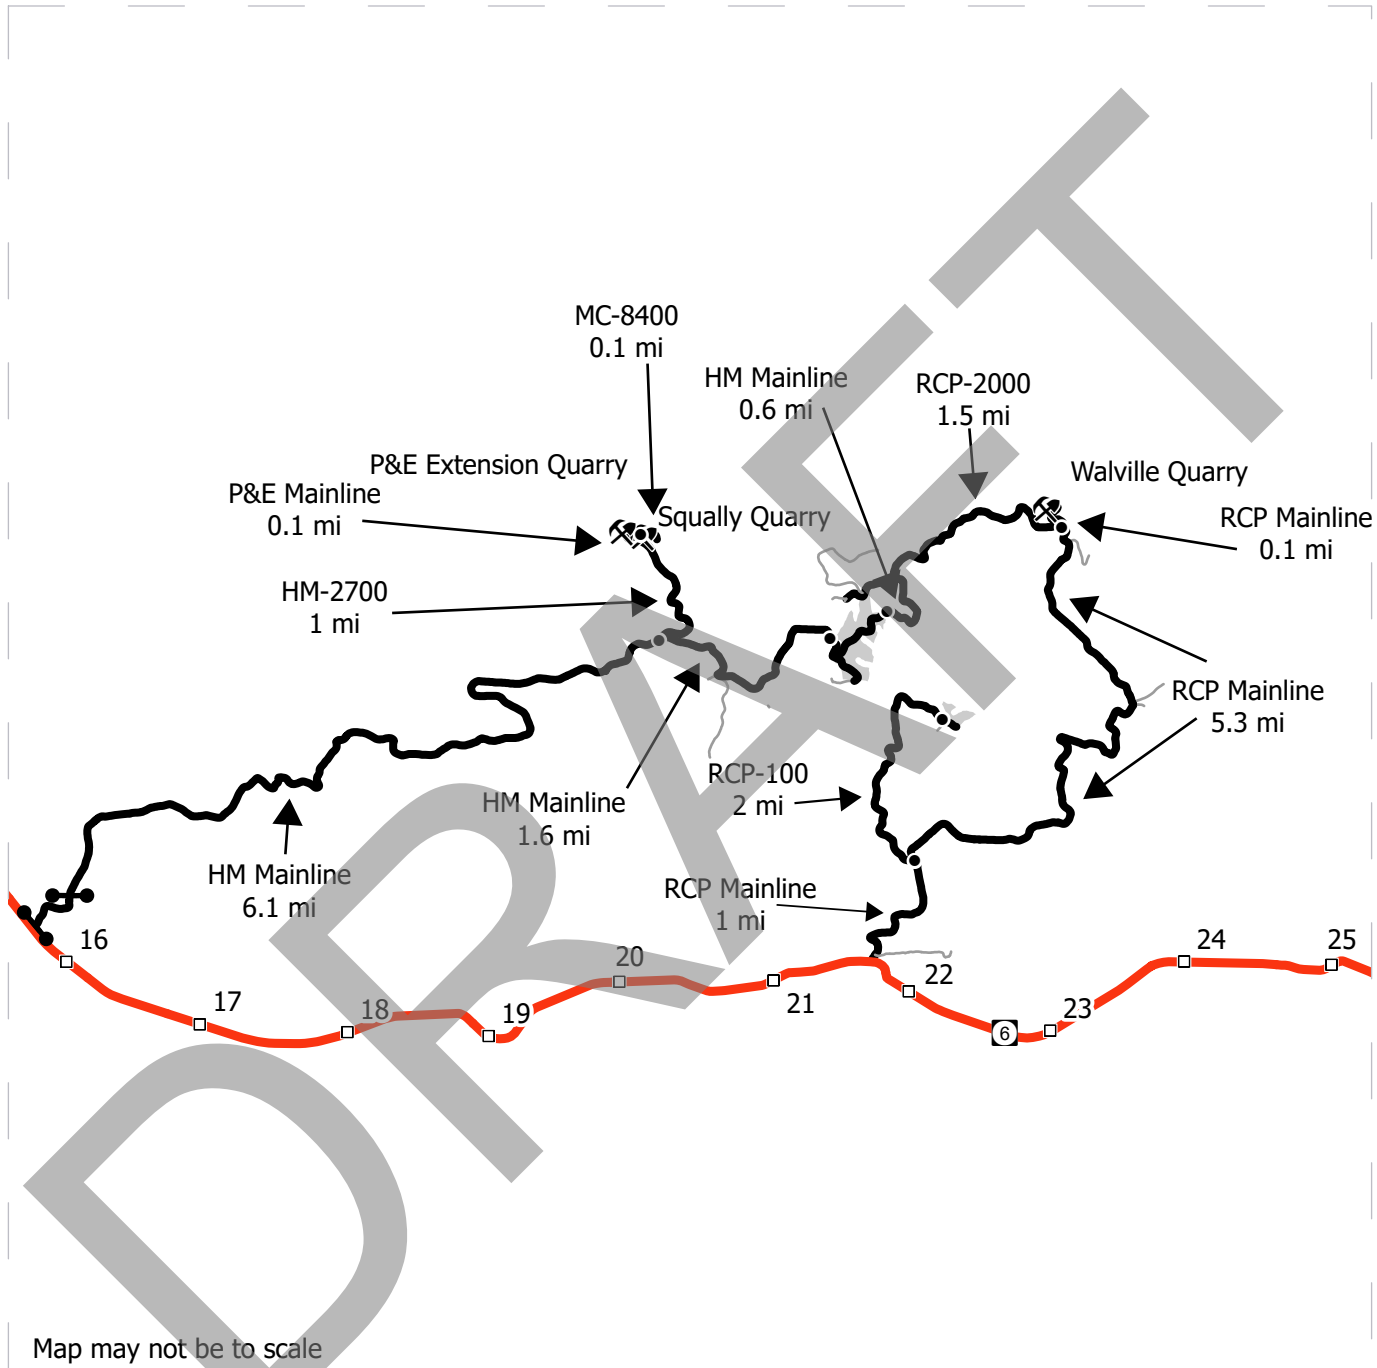 MC-8400
0.1 mi
HM Mainline
0.6 mi
RCP-2000
1.5 mi
P&E Extension Quarry
Walville Quarry
P&E Mainline
0.1 mi
Squally Quarry
RCP Mainline
0.1 mi
HM-2700
1 mi
RCP Mainline
5.3 mi
RCP-100
2 mi
HM Mainline
1.6 mi
HM Mainline
6.1 mi
RCP Mainline
1 mi
16
17
18
19
20
21
22
23
24
25
6
DRAFT
Map may not be to scale